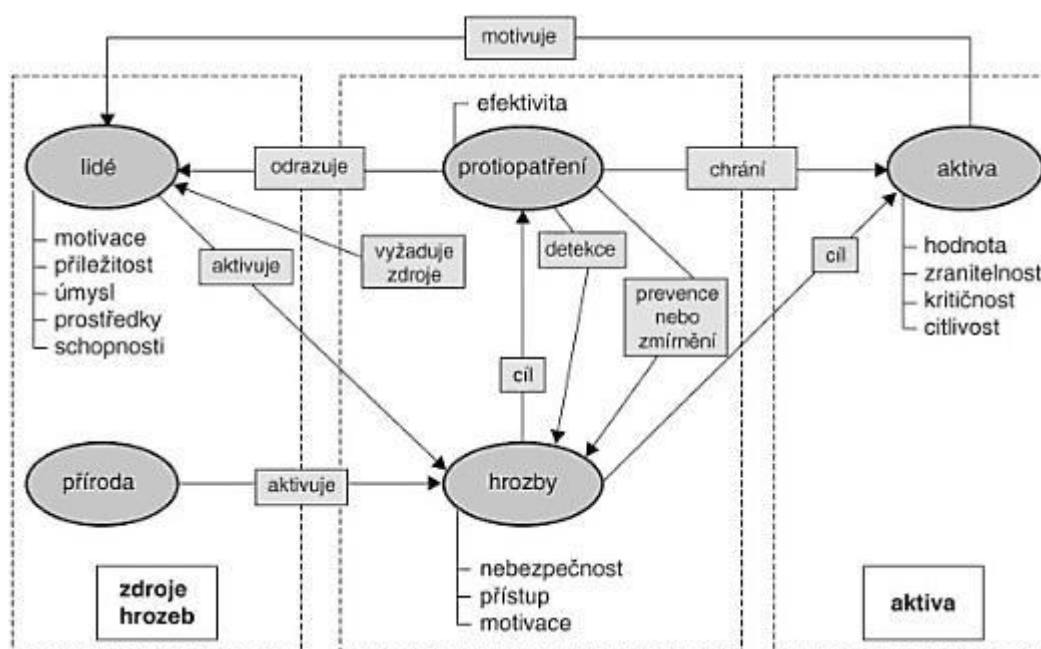 motivuje
efektivita
lidé
odrazuje
protiopatření
chrání
aktiva
motivace
příležitost
úmysl
prostředky
schopnosti
aktivuje
vyžaduje
zdroje
detekce
prevence
nebo
zmírnění
cíl
hodnota
zranitelnost
kritičnost
citlivost
cíl
příroda
aktivuje
hrozby
nebezpečnost
přístup
motivace
zdroje
hrozeb
aktiva